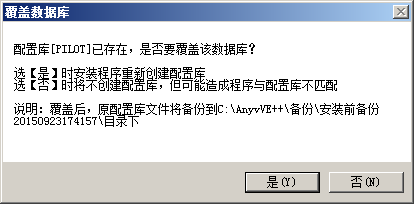 覆盖数据库
配置库[PILOT]已存在，是否要覆盖该数据库？
选【是】时安装程序重新创建配置库
选【否】时将不创建配置库，但可能造成程序与配置库不匹配
说明：覆盖后，原配置库文件将备份到C:\AnyvVE++\备份\安装前备份
20150923174157\目录下
是(Y)
否(N)